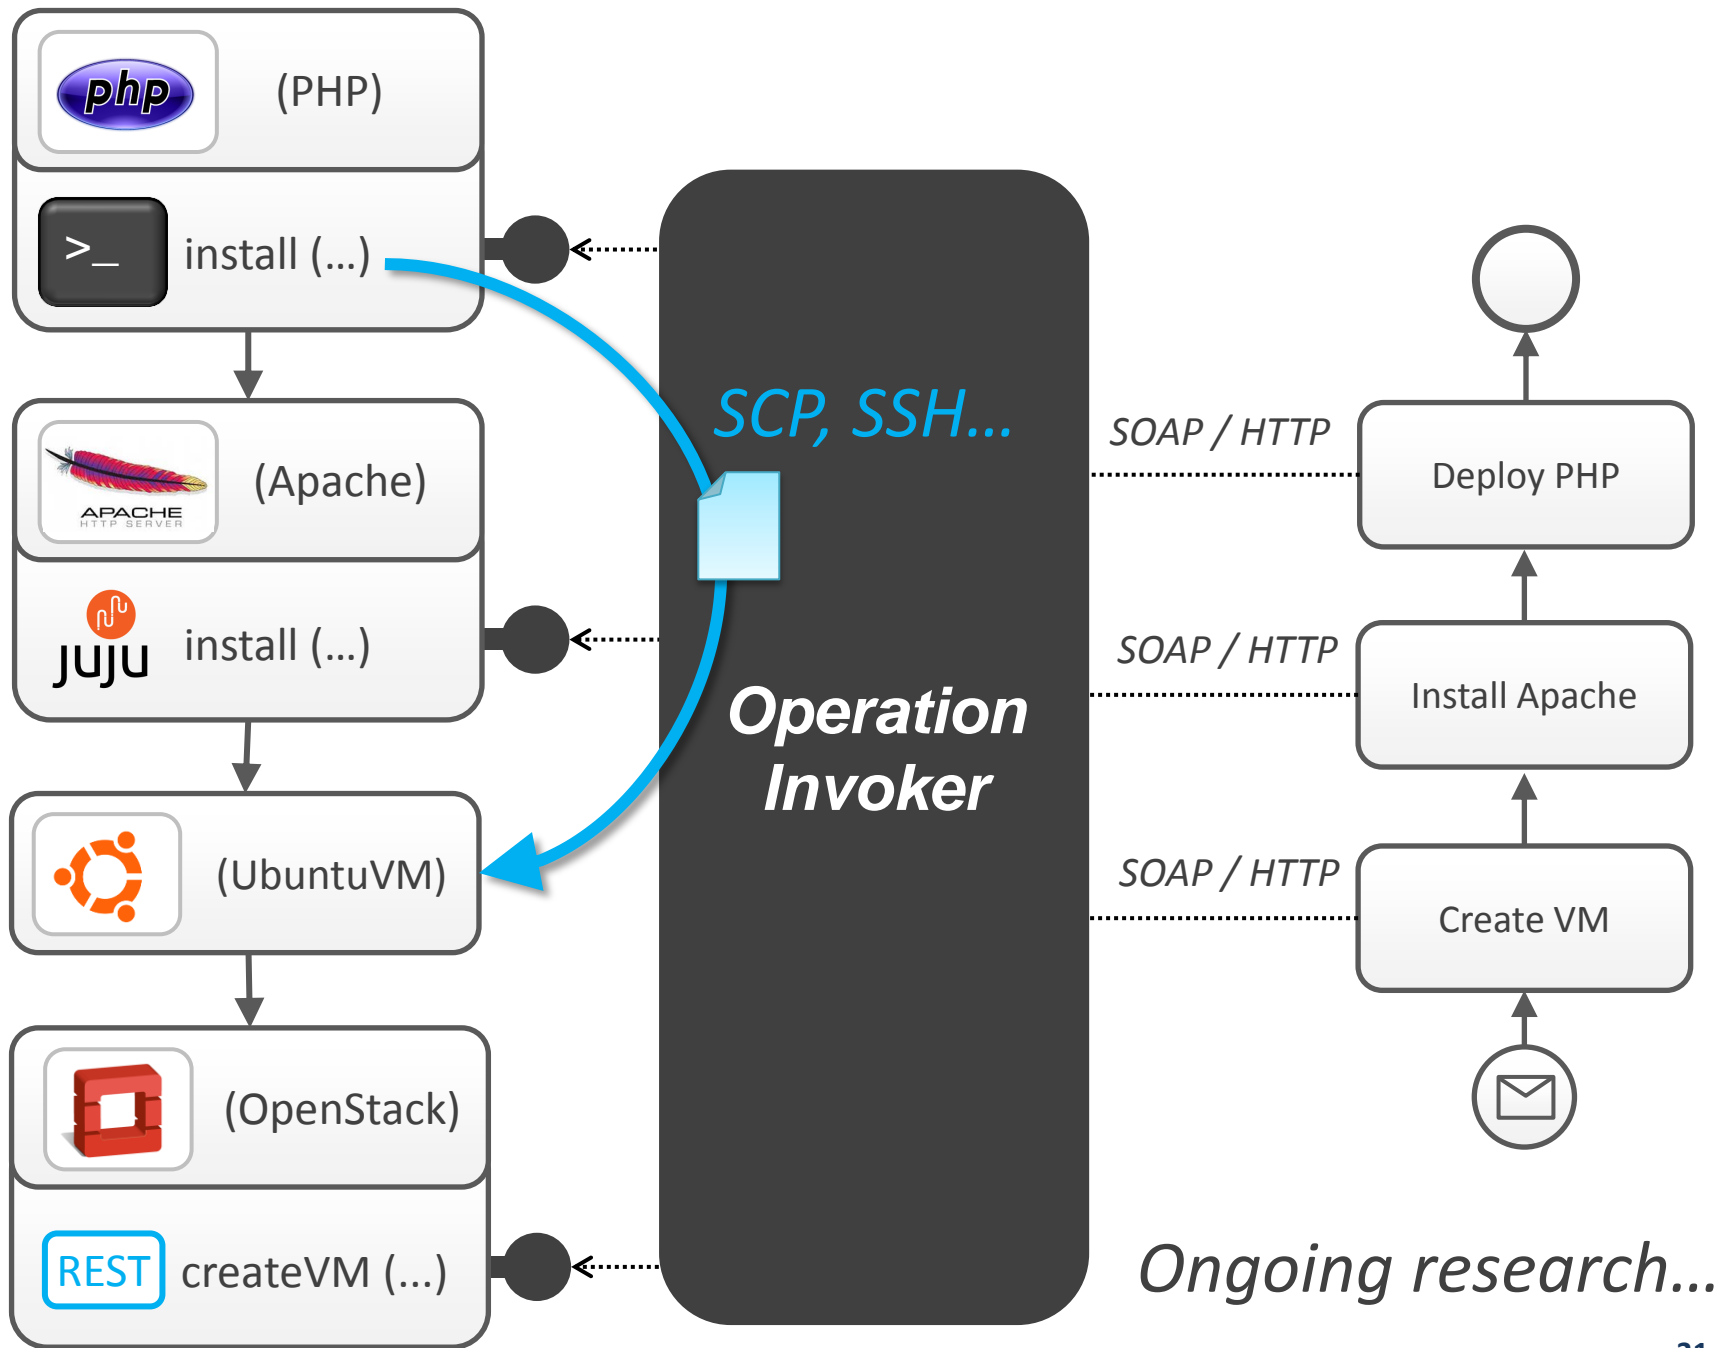 php
(PHP)
>_
install (…)
APACHE
HTTP SERVER
(Apache)
juju
install (…)
(UbuntuVM)
(OpenStack)
REST
createVM (...)
SCP, SSH…
Operation
Invoker
SOAP / HTTP
Deploy PHP
SOAP / HTTP
Install Apache
SOAP / HTTP
Create VM
Ongoing research…